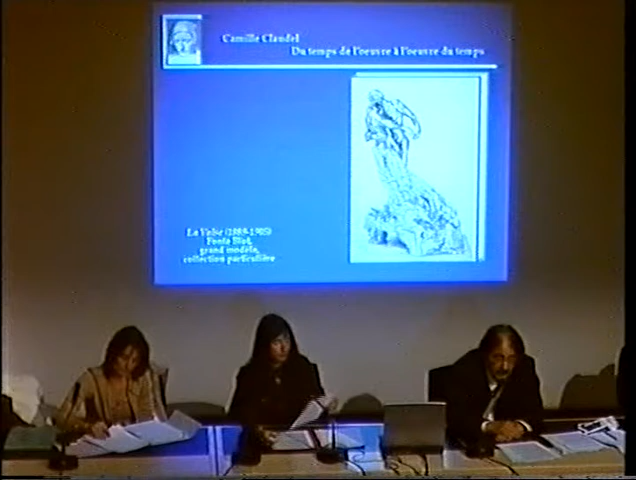 Camille Claudel
Du temps de l'oeuvre à l'oeuvre du temps
La Valse (1889-1905)
Fonte Blot,
grand modèle,
collection particulière